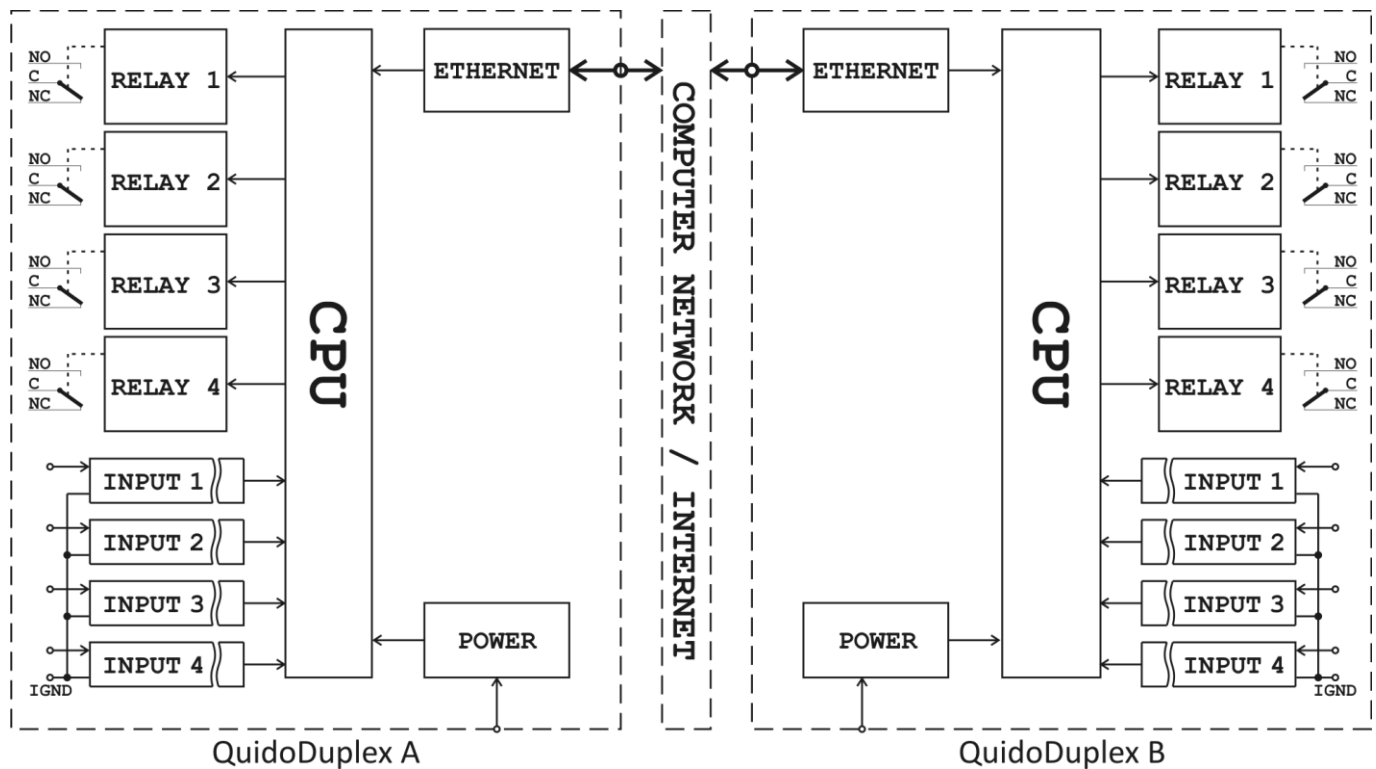 NO
C
NC
RELAY 1
NO
C
NC
RELAY 2
NO
C
NC
RELAY 3
NO
C
NC
RELAY 4
INPUT 1
INPUT 2
INPUT 3
INPUT 4
IGND
CPU
ETHERNET
POWER
QuidoDuplex A
COMPUTER NETWORK / INTERNET
ETHERNET
POWER
CPU
RELAY 1
NO
C
NC
RELAY 2
NO
C
NC
RELAY 3
NO
C
NC
RELAY 4
NO
C
NC
INPUT 1
INPUT 2
INPUT 3
INPUT 4
IGND
QuidoDuplex B